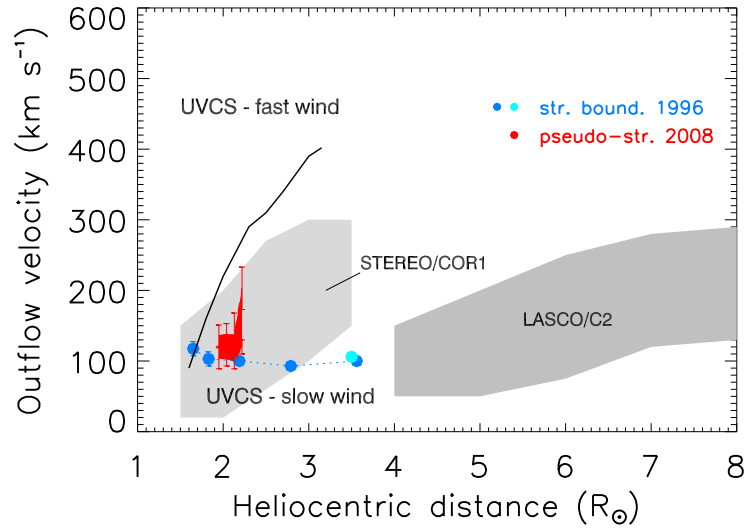 600
500
400
300
200
100
0
Outflow velocity (km s⁻¹)
UVCS - fast wind
str. bound. 1996
pseudo-str. 2008
STEREO/COR1
LASCO/C2
UVCS - slow wind
1 2 3 4 5 6 7 8
Heliocentric distance (R☉)